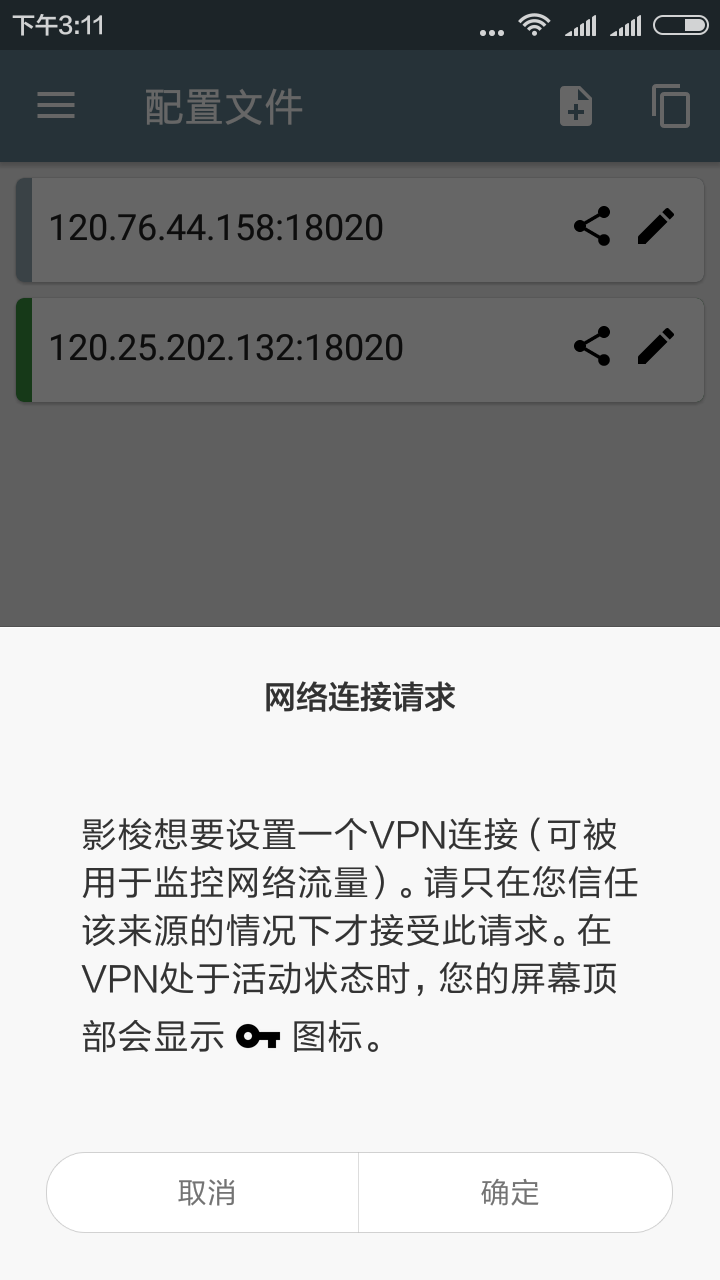 下午3:11
配置文件
120.76.44.158:18020
120.25.202.132:18020
网络连接请求
影梭想要设置一个VPN连接（可被
用于监控网络流量）。请只在您信任
该来源的情况下才接受此请求。在
VPN处于活动状态时，您的屏幕顶
部会显示 图标。
取消
确定